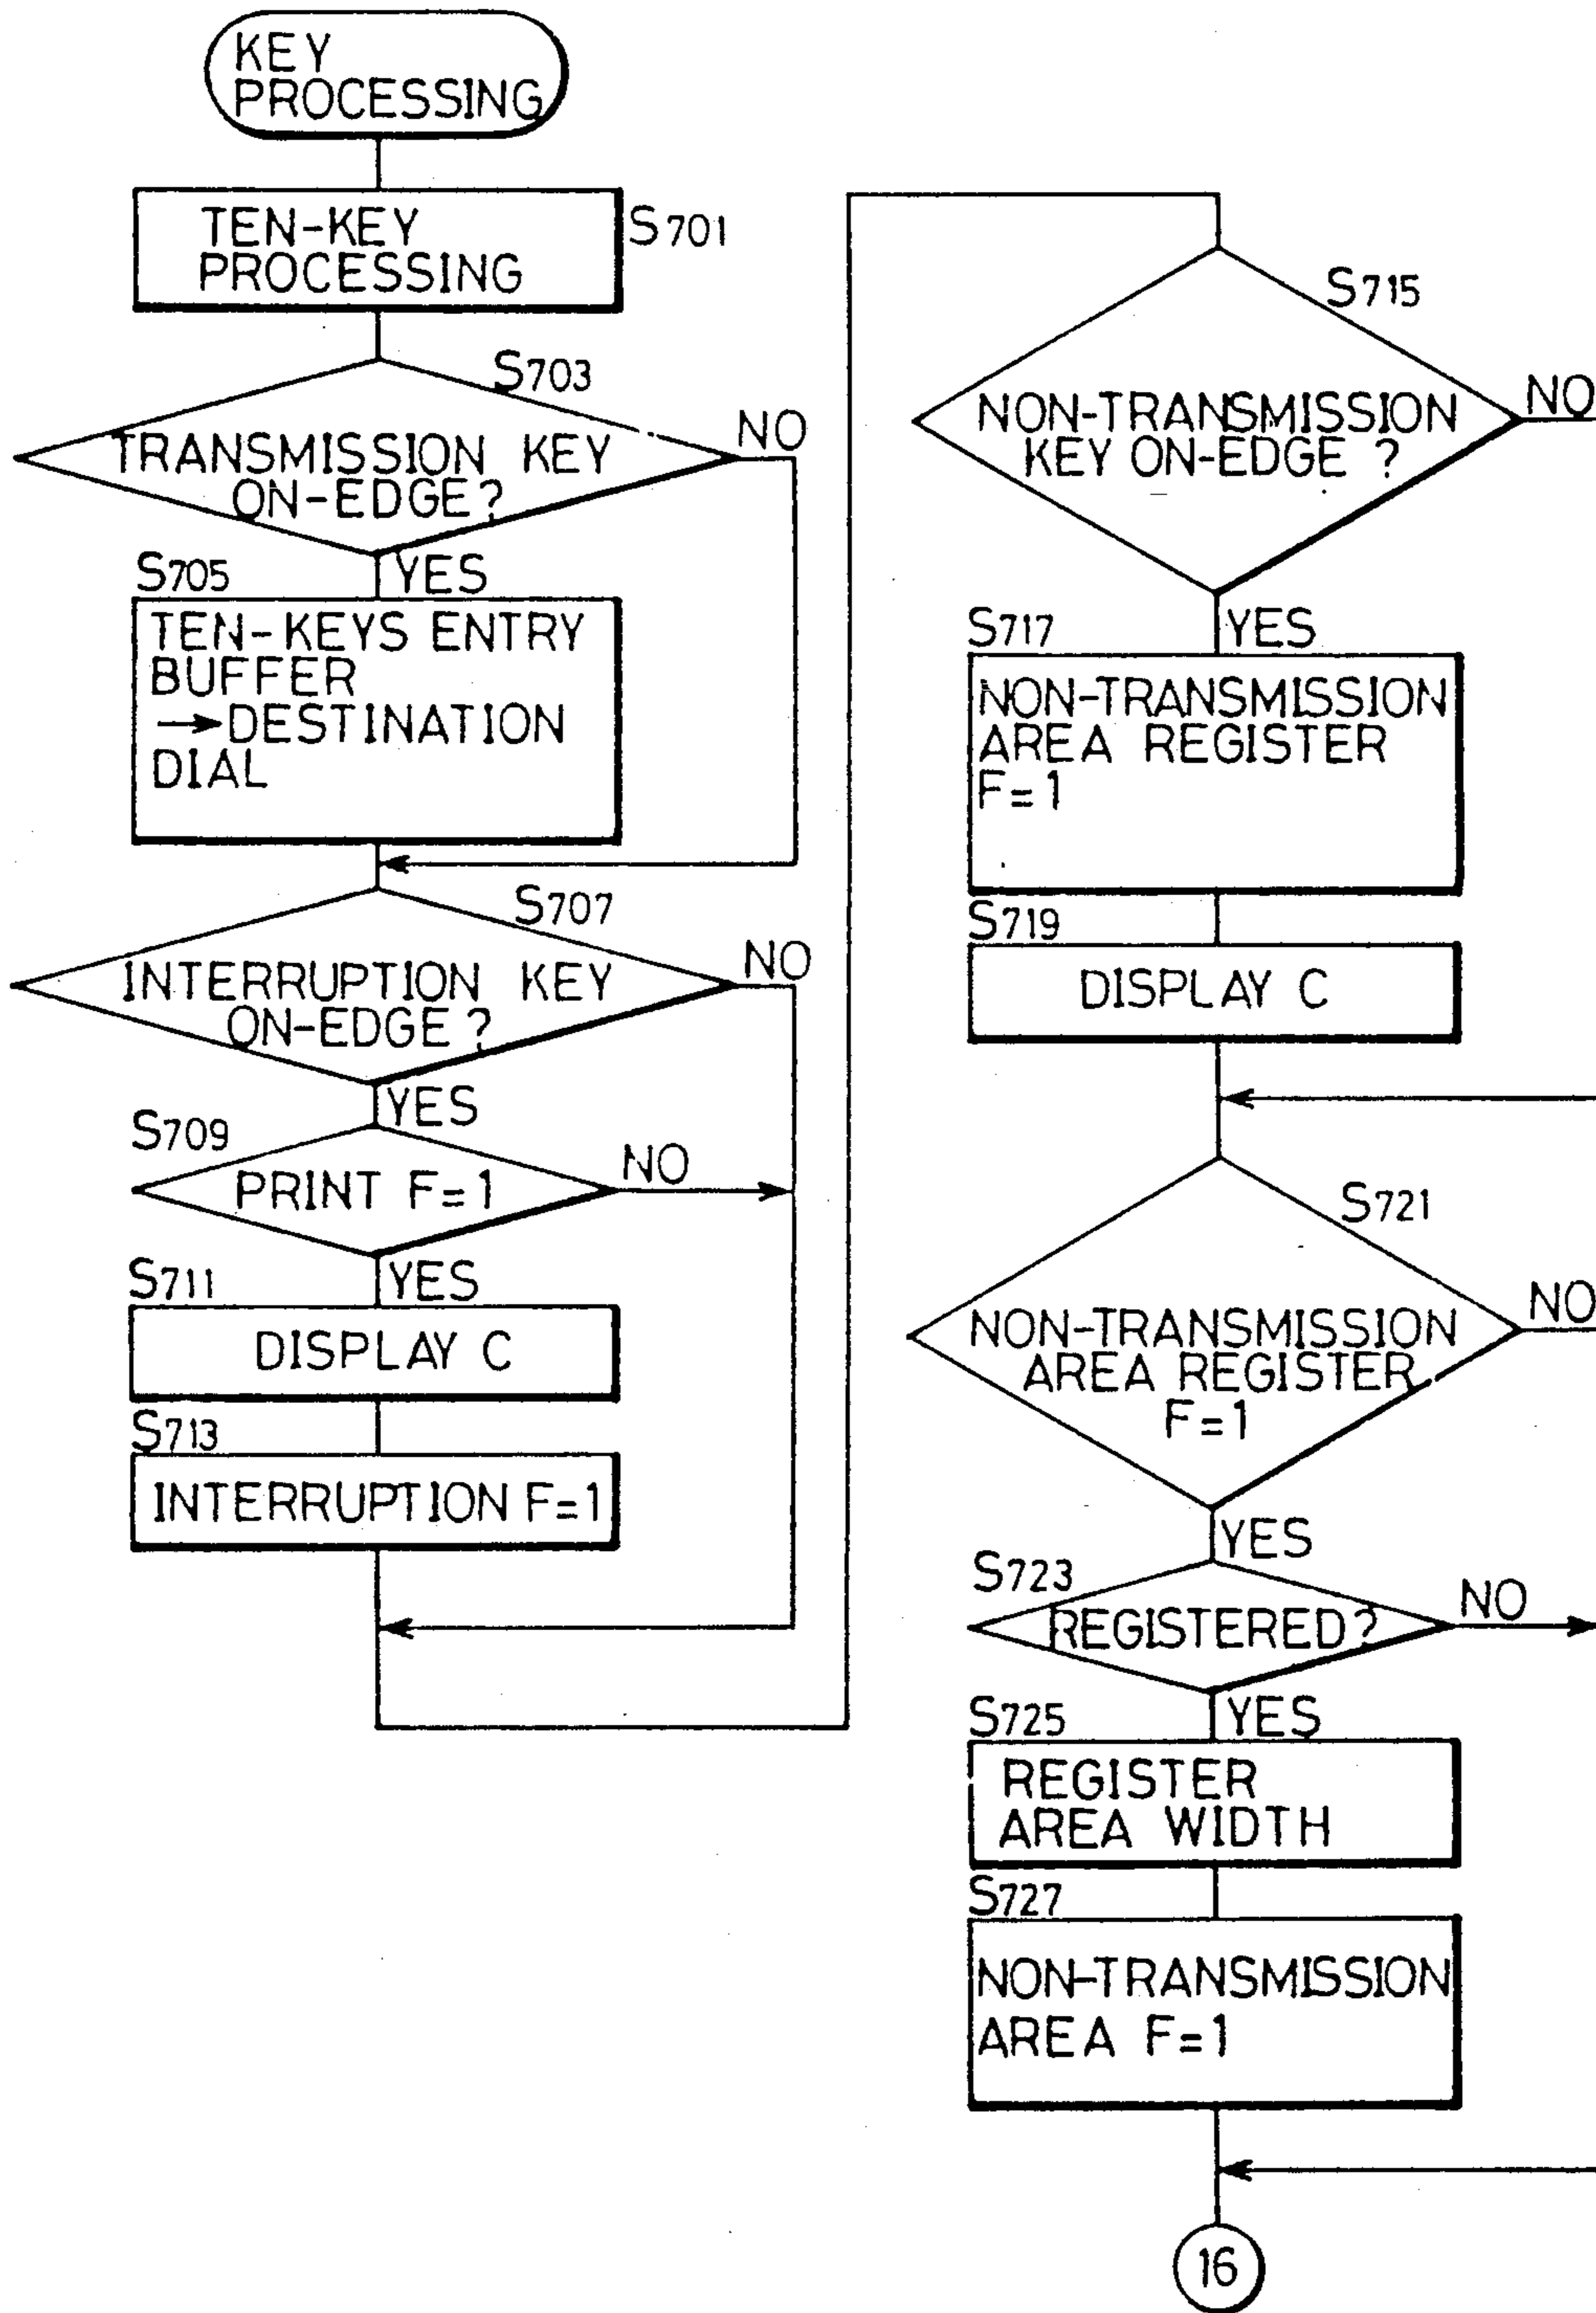 KEY
PROCESSING
TEN-KEY
PROCESSING
S701
S703
TRANSMISSION KEY
ON-EDGE?
NO
YES
S705
TEN-KEYS ENTRY
BUFFER
→DESTINATION
DIAL
S707
INTERRUPTION KEY
ON-EDGE?
NO
YES
S709
PRINT F=1
NO
YES
S711
DISPLAY C
S713
INTERRUPTION F=1
S715
NON-TRANSMISSION
KEY ON-EDGE ?
NO
YES
S717
NON-TRANSMISSION
AREA REGISTER
F=1
S719
DISPLAY C
S721
NON-TRANSMISSION
AREA REGISTER
F=1
NO
YES
S723
REGISTERED?
NO
YES
S725
REGISTER
AREA WIDTH
S727
NON-TRANSMISSION
AREA F=1
16